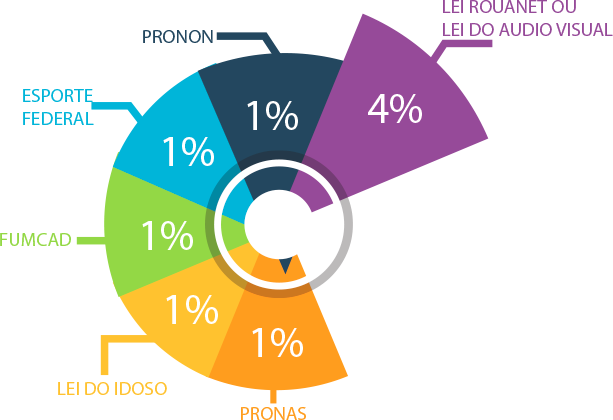 LEI ROUANET OU
LEI DO AUDIO VISUAL
4%
PRONON
1%
ESPORTE
FEDERAL
1%
FUMCAD
1%
LEI DO IDOSO
1%
PRONAS
1%